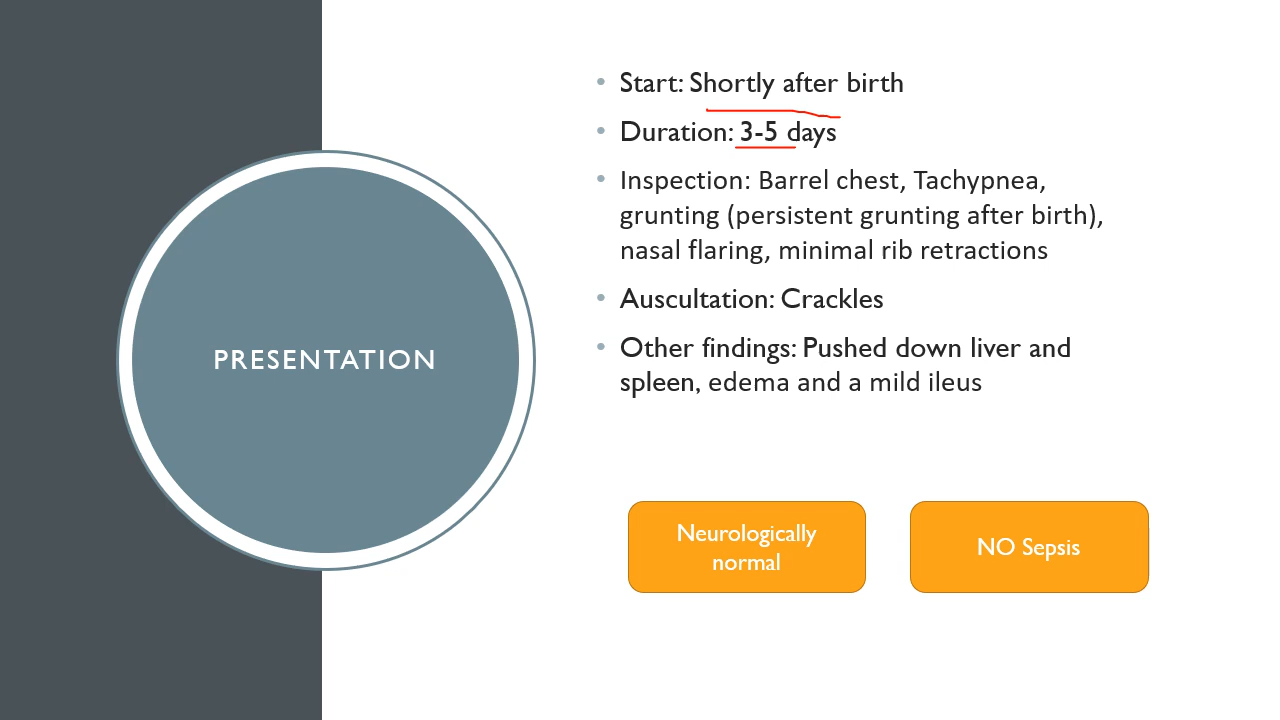 PRESENTATION
• Start: Shortly after birth
• Duration: 3-5 days
• Inspection: Barrel chest, Tachypnea,
grunting (persistent grunting after birth),
nasal flaring, minimal rib retractions
• Auscultation: Crackles
• Other findings: Pushed down liver and
spleen, edema and a mild ileus
Neurologically
normal
NO Sepsis